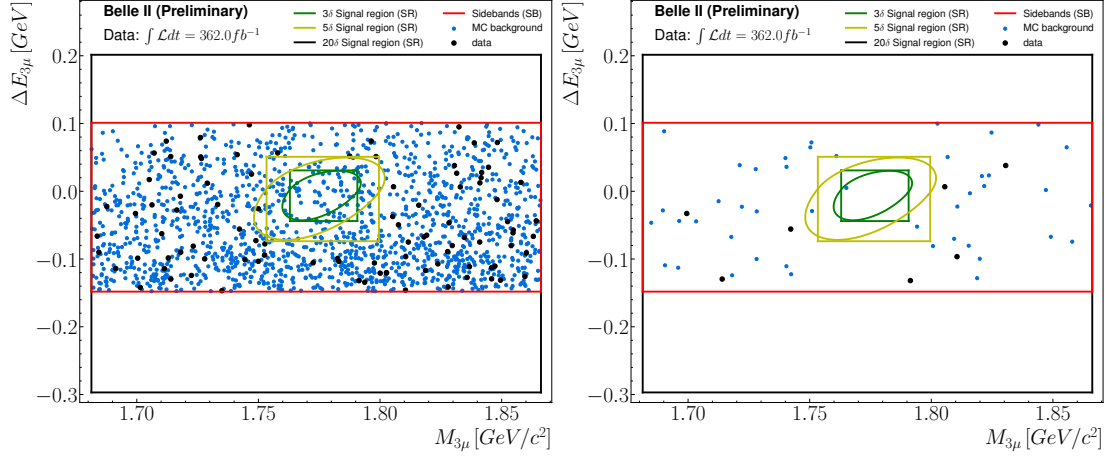 Belle II (Preliminary)
Data: ∫ ℒdt = 362.0fb⁻¹
3δ Signal region (SR)
5δ Signal region (SR)
20δ Signal region (SR)
Sidebands (SB)
MC background
data
ΔE₃μ [GeV]
0.2
0.1
0.0
−0.1
−0.2
−0.3
1.70
1.75
1.80
1.85
M₃μ [GeV/c²]
Belle II (Preliminary)
Data: ∫ ℒdt = 362.0fb⁻¹
3δ Signal region (SR)
5δ Signal region (SR)
20δ Signal region (SR)
Sidebands (SB)
MC background
data
ΔE₃μ [GeV]
0.2
0.1
0.0
−0.1
−0.2
−0.3
1.70
1.75
1.80
1.85
M₃μ [GeV/c²]